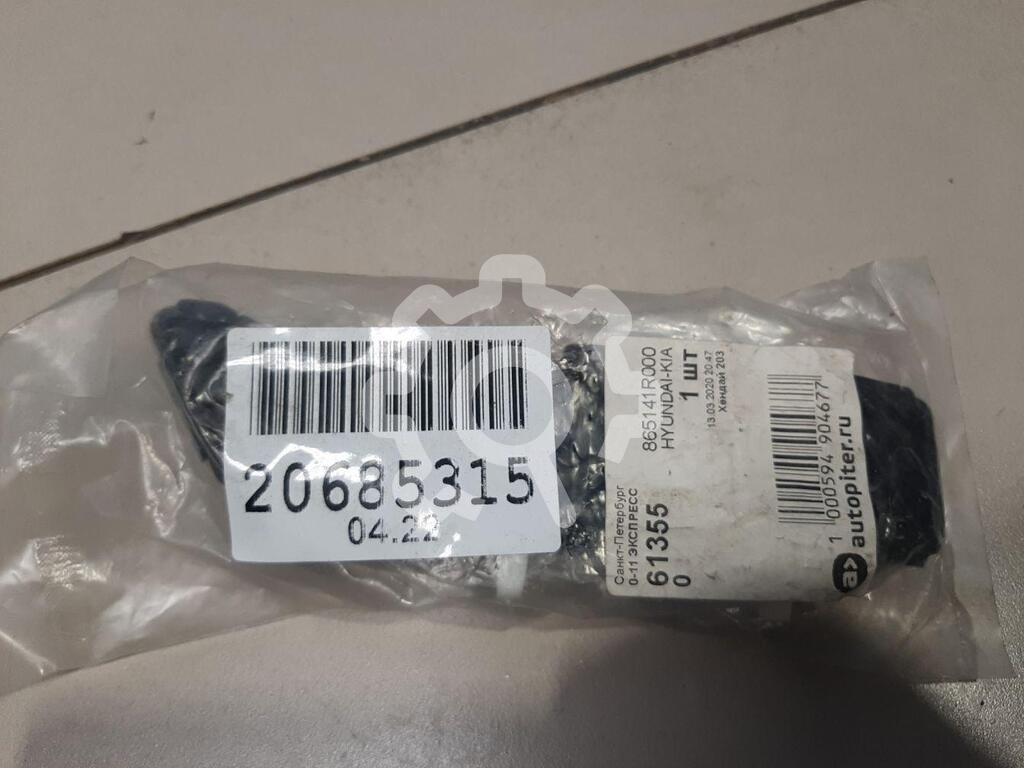 20685315
04.22
Санкт-Петербург
0-11 ЭКСПРЕСС
61355
0
865141R000
HYUNDAI-KIA
1 шт
13.03.2020 20:47
Хендай 203
1 000594 904677
a> autopiter.ru